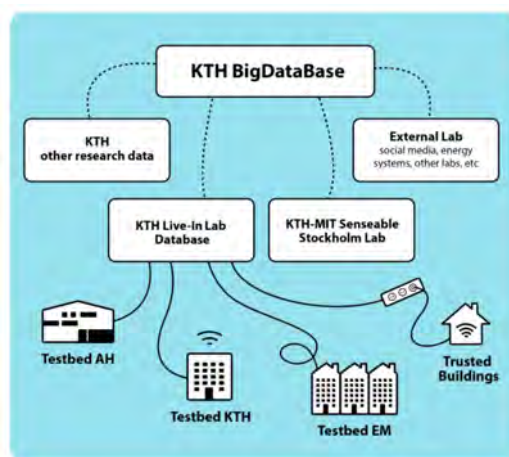 KTH BigDataBase
KTH
other research data
External Lab
social media, energy
systems, other labs, etc
KTH Live-In Lab
Database
KTH-MIT Senseable
Stockholm Lab
Testbed AH
Testbed KTH
Testbed EM
Trusted
Buildings